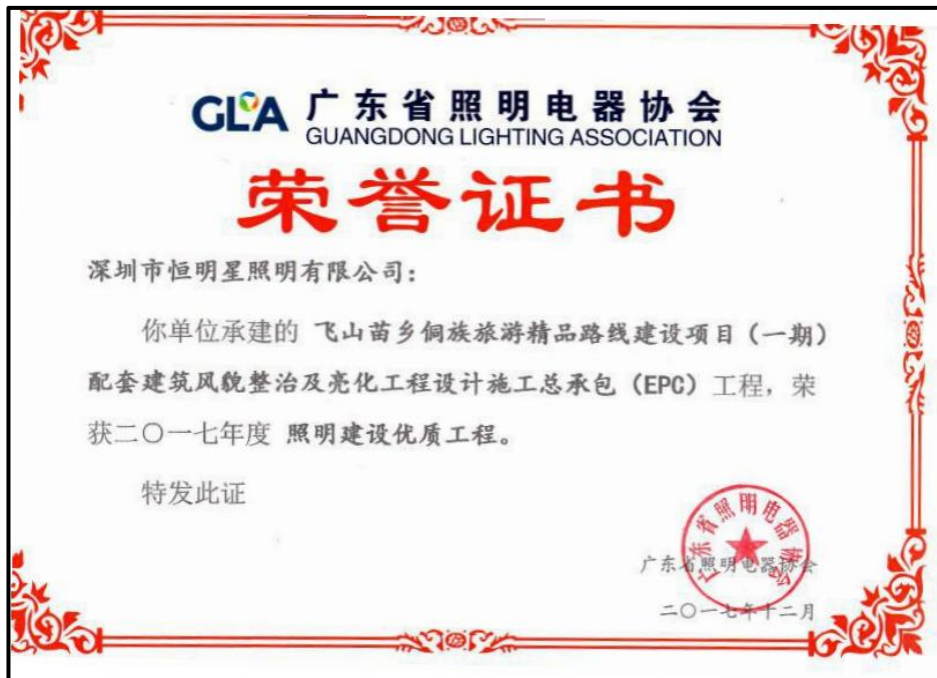 GLA 广东省照明电器协会
GUANGDONG LIGHTING ASSOCIATION
荣誉证书
深圳市恒明星照明有限公司：
你单位承建的 飞山苗乡侗族旅游精品路线建设项目（一期）
配套建筑风貌整治及亮化工程设计施工总承包（EPC）工程，荣
获二〇一七年度 照明建设优质工程。
特发此证
广东省照明电器协会
广东省照明电器协会
二〇一七年十二月